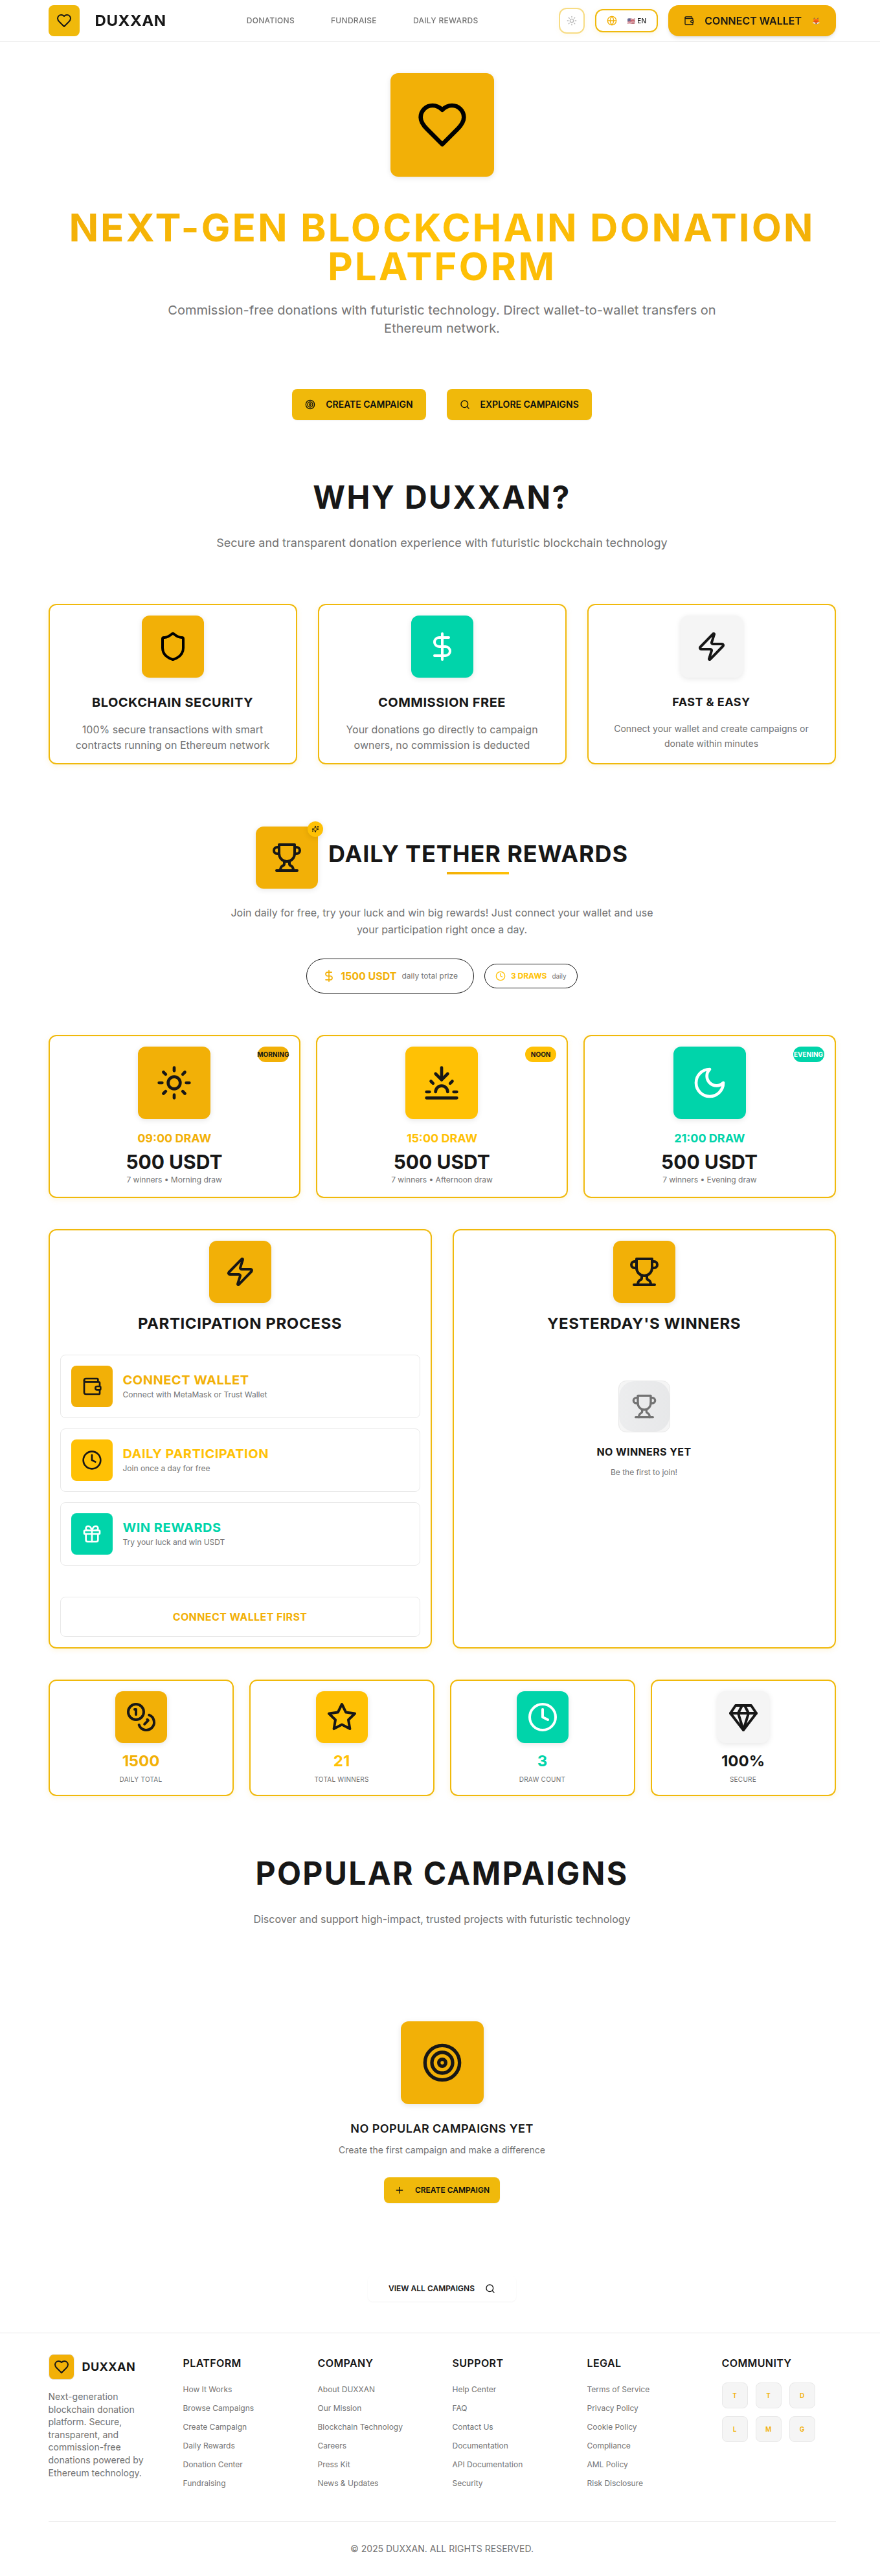 DUXXAN
DONATIONS
FUNDRAISE
DAILY REWARDS
EN
CONNECT WALLET
NEXT-GEN BLOCKCHAIN DONATION
PLATFORM
Commission-free donations with futuristic technology. Direct wallet-to-wallet transfers on
Ethereum network.
CREATE CAMPAIGN
EXPLORE CAMPAIGNS
WHY DUXXAN?
Secure and transparent donation experience with futuristic blockchain technology
BLOCKCHAIN SECURITY
100% secure transactions with smart
contracts running on Ethereum network
COMMISSION FREE
Your donations go directly to campaign
owners, no commission is deducted
FAST & EASY
Connect your wallet and create campaigns or
donate within minutes
DAILY TETHER REWARDS
Join daily for free, try your luck and win big rewards! Just connect your wallet and use
your participation right once a day.
1500 USDT daily total prize
3 DRAWS daily
MORNING
09:00 DRAW
500 USDT
7 winners • Morning draw
NOON
15:00 DRAW
500 USDT
7 winners • Afternoon draw
EVENING
21:00 DRAW
500 USDT
7 winners • Evening draw
PARTICIPATION PROCESS
CONNECT WALLET
Connect with MetaMask or Trust Wallet
DAILY PARTICIPATION
Join once a day for free
WIN REWARDS
Try your luck and win USDT
CONNECT WALLET FIRST
YESTERDAY'S WINNERS
NO WINNERS YET
Be the first to join!
1500
DAILY TOTAL
21
TOTAL WINNERS
3
DRAW COUNT
100%
SECURE
POPULAR CAMPAIGNS
Discover and support high-impact, trusted projects with futuristic technology
NO POPULAR CAMPAIGNS YET
Create the first campaign and make a difference
CREATE CAMPAIGN
VIEW ALL CAMPAIGNS
DUXXAN
Next-generation
blockchain donation
platform. Secure,
transparent, and
commission-free
donations powered by
Ethereum technology.
PLATFORM
How It Works
Browse Campaigns
Create Campaign
Daily Rewards
Donation Center
Fundraising
COMPANY
About DUXXAN
Our Mission
Blockchain Technology
Careers
Press Kit
News & Updates
SUPPORT
Help Center
FAQ
Contact Us
Documentation
API Documentation
Security
LEGAL
Terms of Service
Privacy Policy
Cookie Policy
Compliance
AML Policy
Risk Disclosure
COMMUNITY
T T D
L M G
© 2025 DUXXAN. ALL RIGHTS RESERVED.